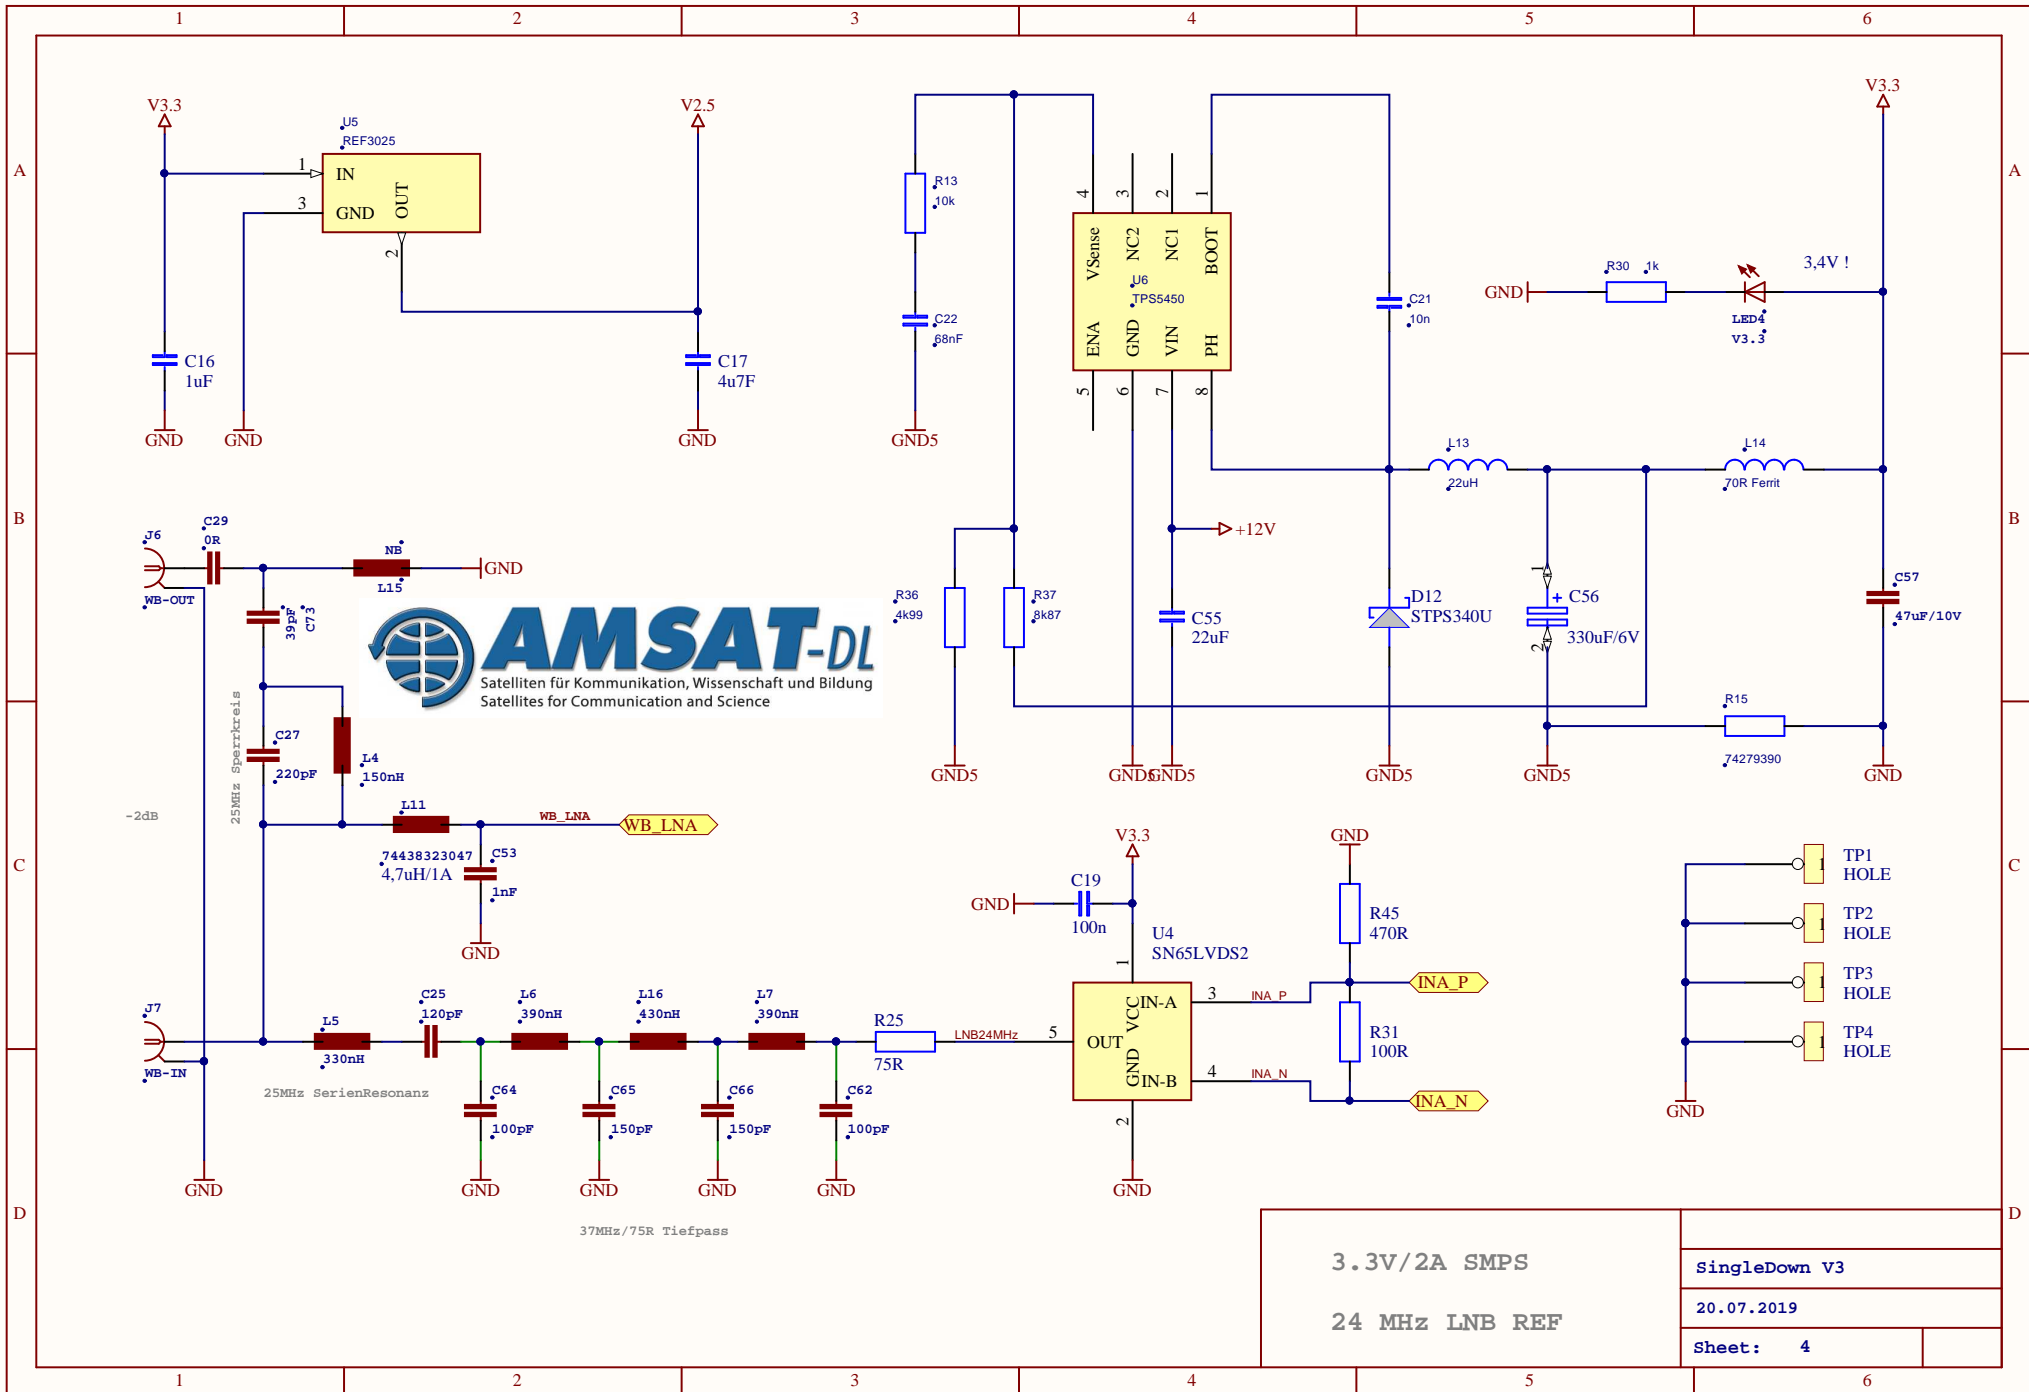 1 2 3 4 5 6
A
B
C
D
A
B
C
D
1 2 3 4 5 6
V3.3
U5
REF3025
1
IN
3
GND
OUT
2
V2.5
C16
1uF
C17
4u7F
GND
GND
GND
R13
10k
C22
68nF
GND5
4
3
2
1
VSense
NC2
NC1
BOOT
U6
TPS5450
ENA
GND
VIN
PH
5
6
7
8
C21
10n
V3.3
R30
1k
3,4V !
GND
LED4
V3.3
L13
22uH
L14
70R Ferrit
+12V
R36
4k99
R37
8k87
C55
22uF
D12
STPS340U
1
+
C56
330uF/6V
2
C57
47uF/10V
R15
74279390
GND5
GND5
GND5
GND5
GND5
GND
J6
WB-OUT
C29
0R
NB
L15
GND
39pF
C73
AMSAT-DL
Satelliten für Kommunikation, Wissenschaft und Bildung
Satellites for Communication and Science
25MHz Sperrkreis
C27
220pF
L4
150nH
-2dB
L11
74438323047
4,7uH/1A
WB_LNA
WB_LNA
C53
1nF
GND
J7
WB-IN
L5
330nH
25MHz SerienResonanz
C25
120pF
L6
390nH
L16
430nH
L7
390nH
R25
75R
LNB24MHz
C64
100pF
C65
150pF
C66
150pF
C62
100pF
GND
GND
GND
GND
GND
37MHz/75R Tiefpass
V3.3
GND
C19
100n
U4
SN65LVDS2
1
VCC
IN-A
3
INA_P
5
OUT
GND
IN-B
4
INA_N
2
GND
GND
R45
470R
INA_P
R31
100R
INA_N
1
TP1
HOLE
1
TP2
HOLE
1
TP3
HOLE
1
TP4
HOLE
GND
3.3V/2A SMPS
24 MHz LNB REF
SingleDown V3
20.07.2019
Sheet: 4